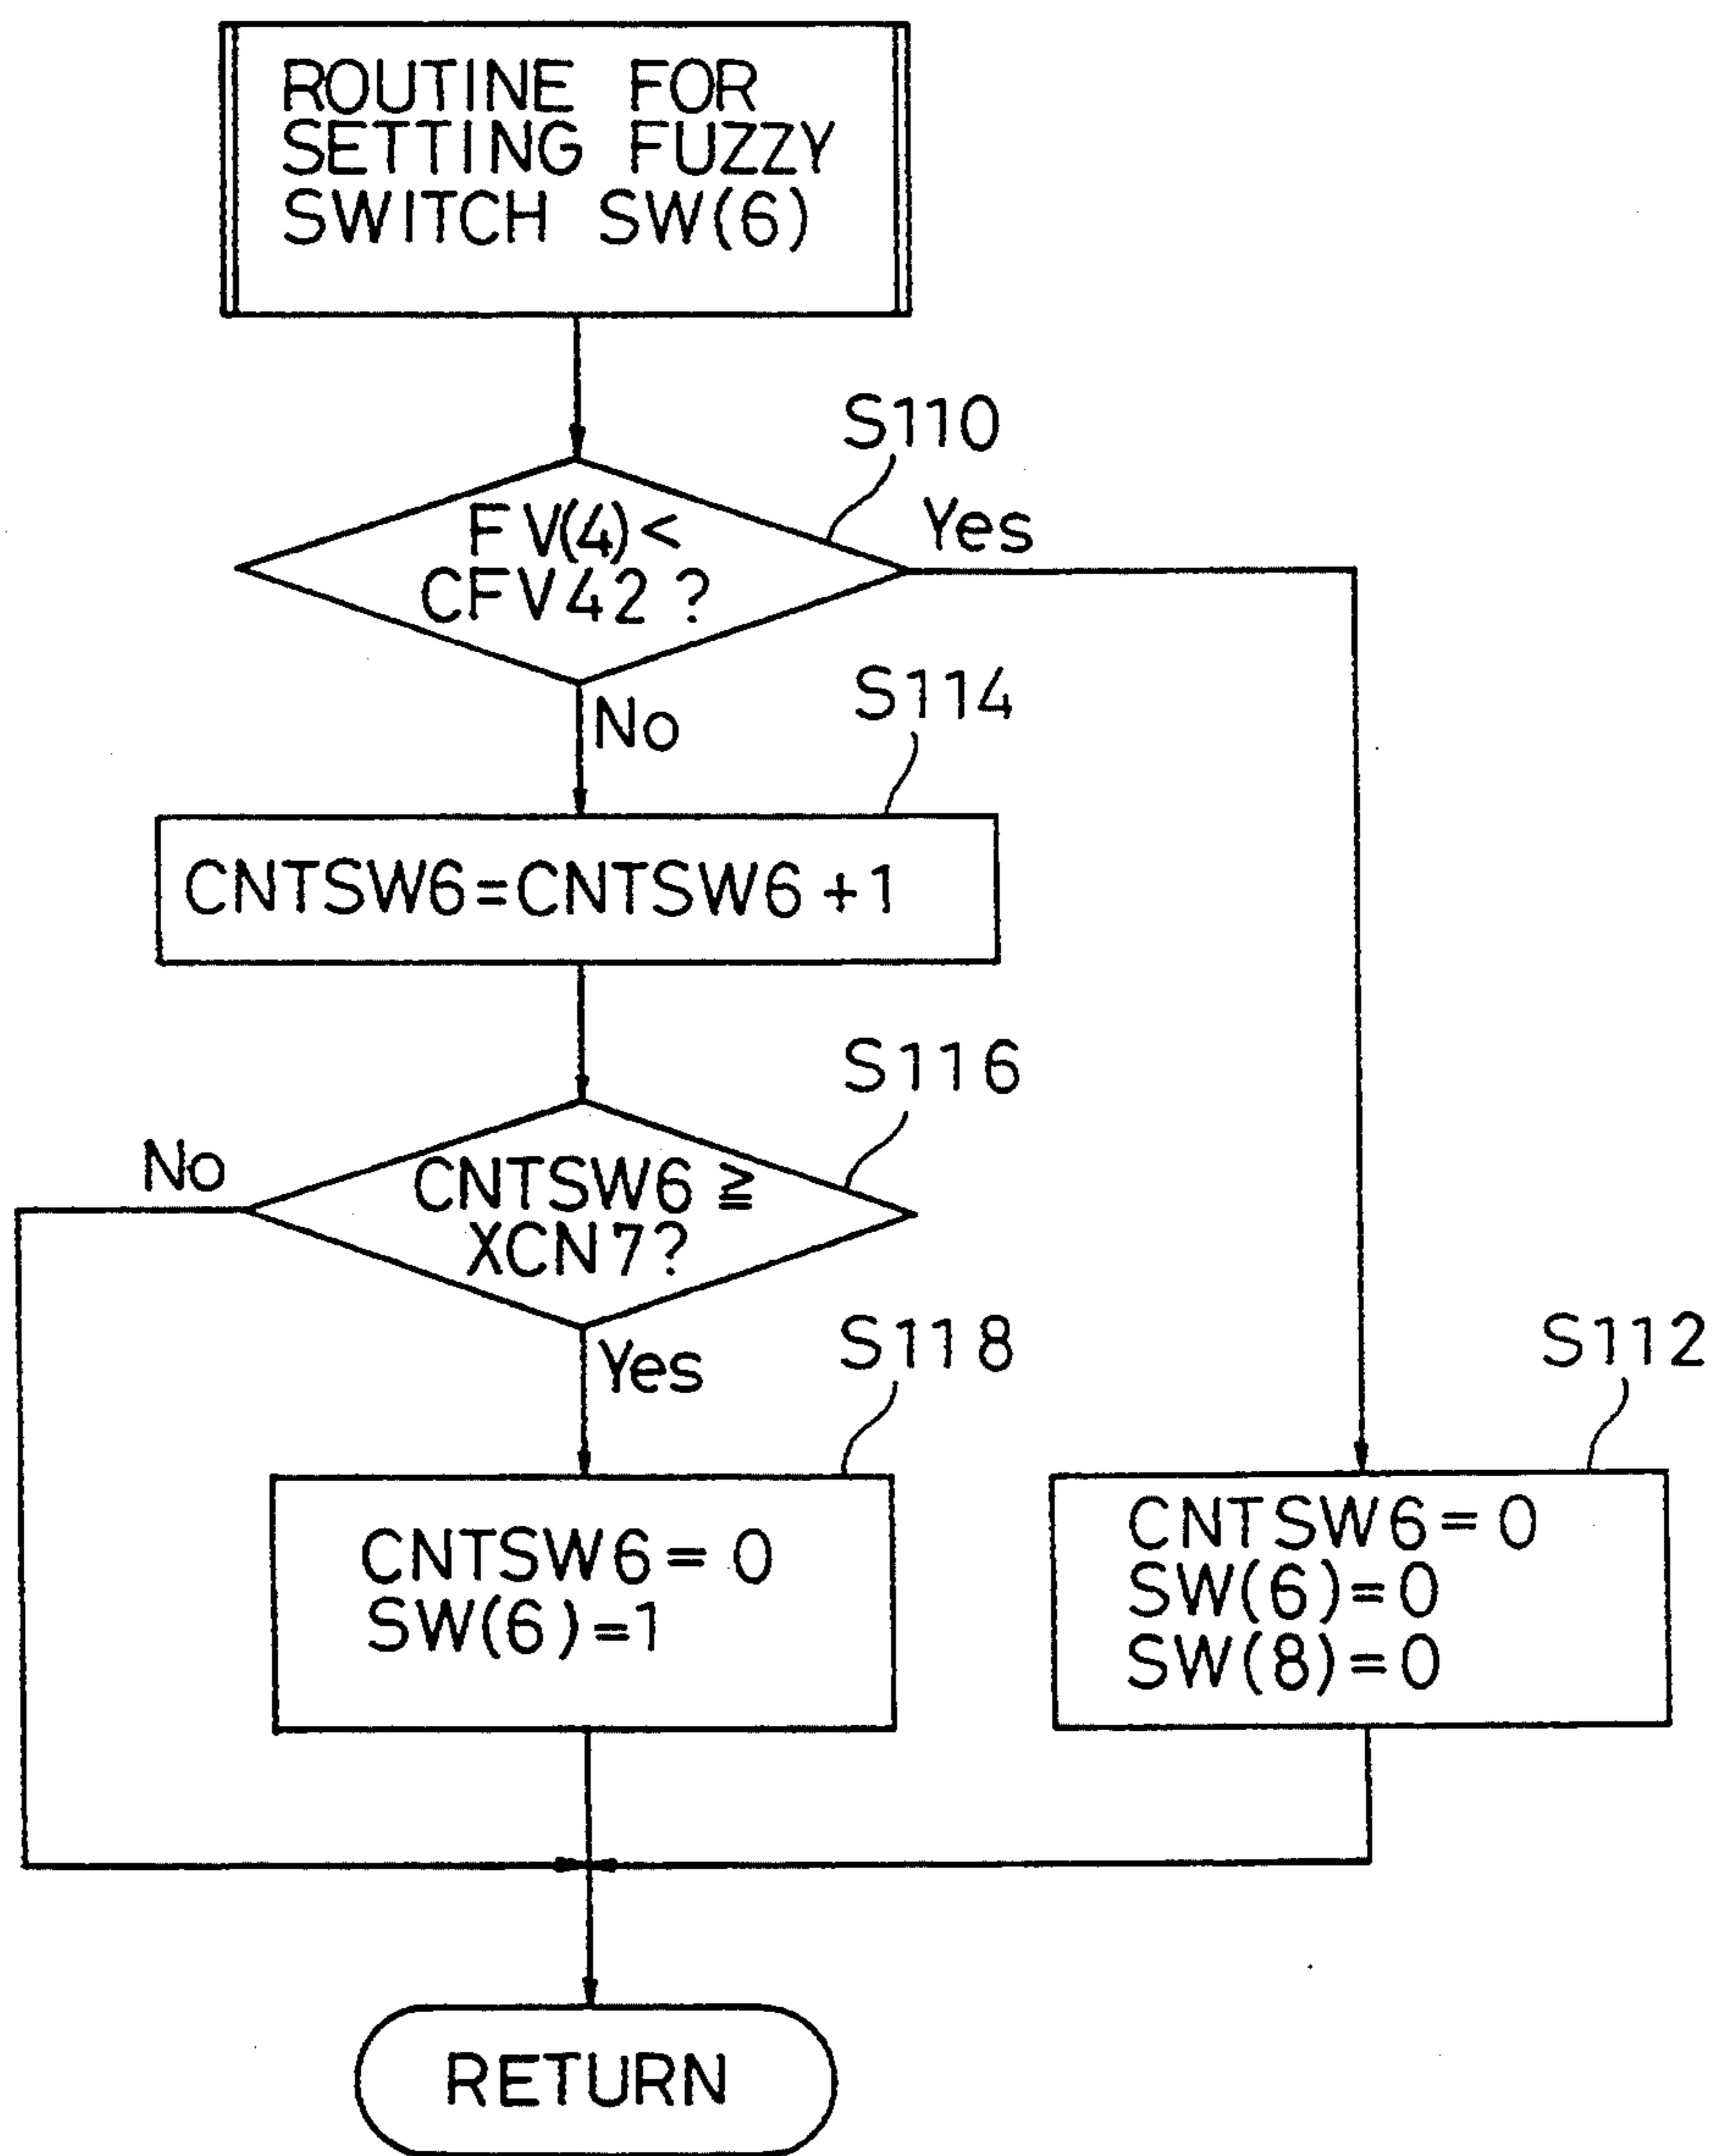 ROUTINE FOR
SETTING FUZZY
SWITCH SW(6)
S110
FV(4)<
CFV42?
Yes
No
S114
CNTSW6=CNTSW6+1
S116
No
CNTSW6≧
XCN7?
Yes
S118
CNTSW6=0
SW(6)=1
S112
CNTSW6=0
SW(6)=0
SW(8)=0
RETURN